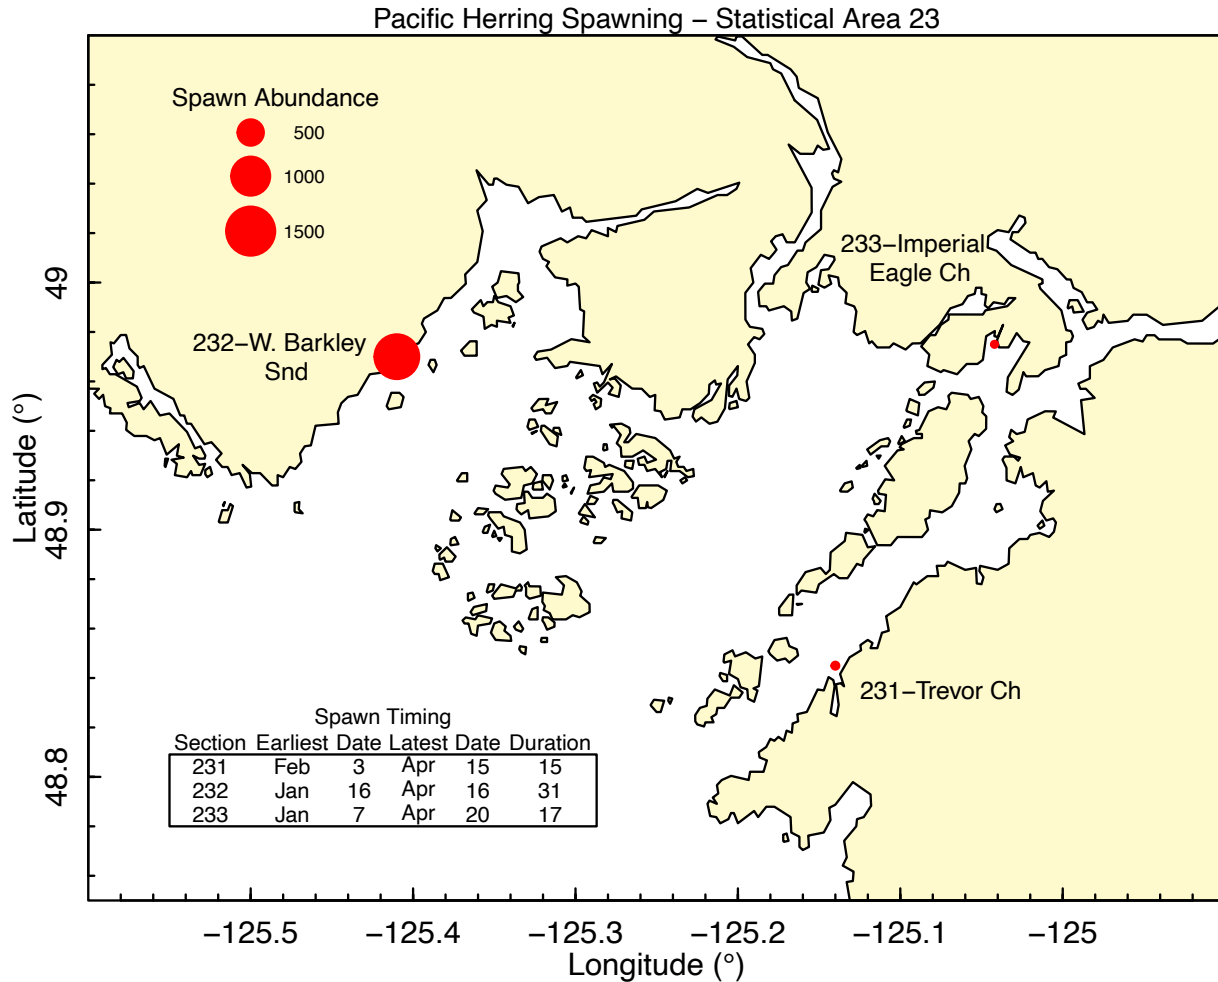 Pacific Herring Spawning − Statistical Area 23
Spawn Abundance
500
1000
1500
233−Imperial
Eagle Ch
232−W. Barkley
Snd
231−Trevor Ch
Spawn Timing
Section Earliest Date Latest Date Duration
231 Feb 3 Apr 15 15
232 Jan 16 Apr 16 31
233 Jan 7 Apr 20 17
49
48.9
48.8
Latitude (°)
−125.5 −125.4 −125.3 −125.2 −125.1 −125
Longitude (°)